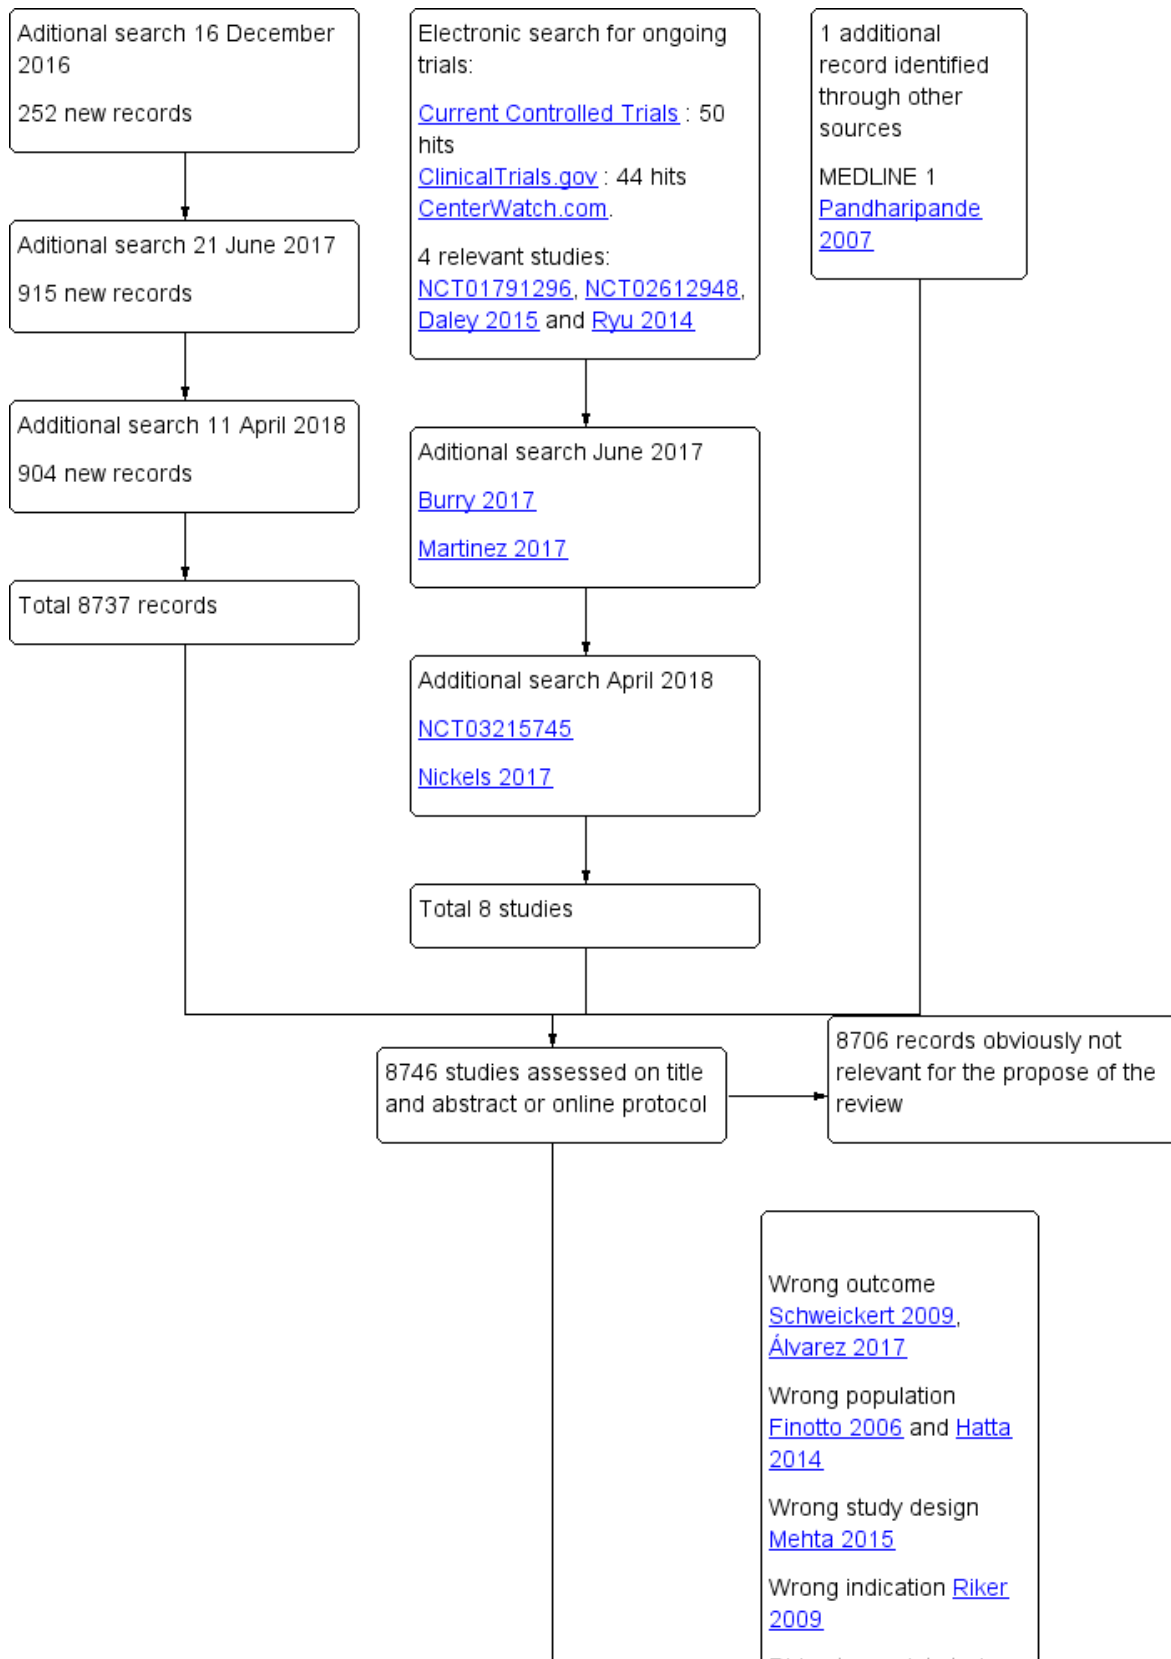 Aditional search 16 December
2016
252 new records
Aditional search 21 June 2017
915 new records
Additional search 11 April 2018
904 new records
Total 8737 records
Electronic search for ongoing
trials:
Current Controlled Trials : 50
hits
ClinicalTrials.gov : 44 hits
CenterWatch.com.
4 relevant studies:
NCT01791296, NCT02612948,
Daley 2015 and Ryu 2014
Aditional search June 2017
Burry 2017
Martinez 2017
Additional search April 2018
NCT03215745
Nickels 2017
Total 8 studies
1 additional
record identified
through other
sources
MEDLINE 1
Pandharipande
2007
8746 studies assessed on title
and abstract or online protocol
8706 records obviously not
relevant for the propose of the
review
Wrong outcome
Schweickert 2009,
Álvarez 2017
Wrong population
Finotto 2006 and Hatta
2014
Wrong study design
Mehta 2015
Wrong indication Riker
2009